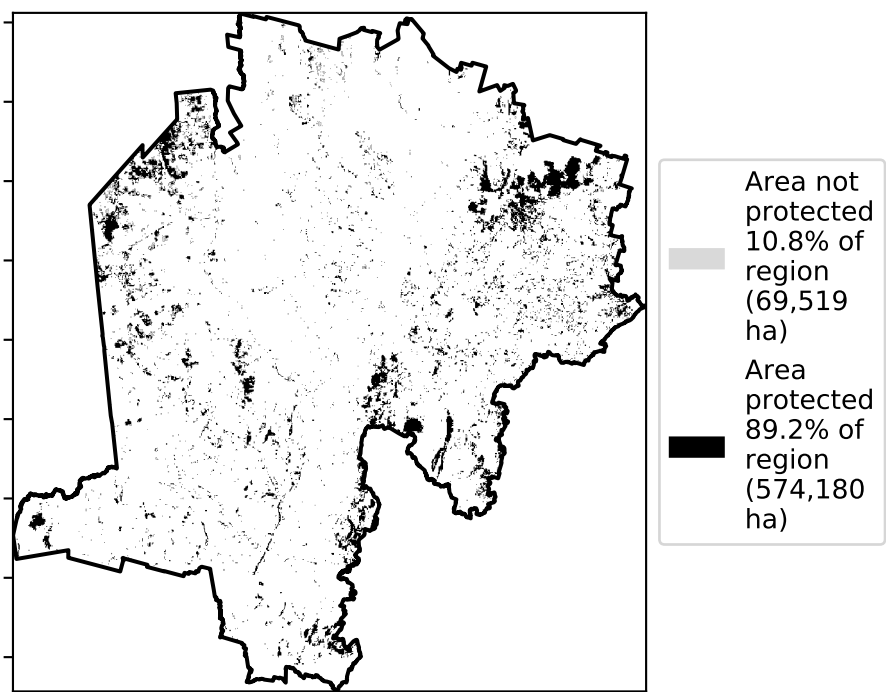 Area not
protected
10.8% of
region
(69,519
ha)
Area
protected
89.2% of
region
(574,180
ha)